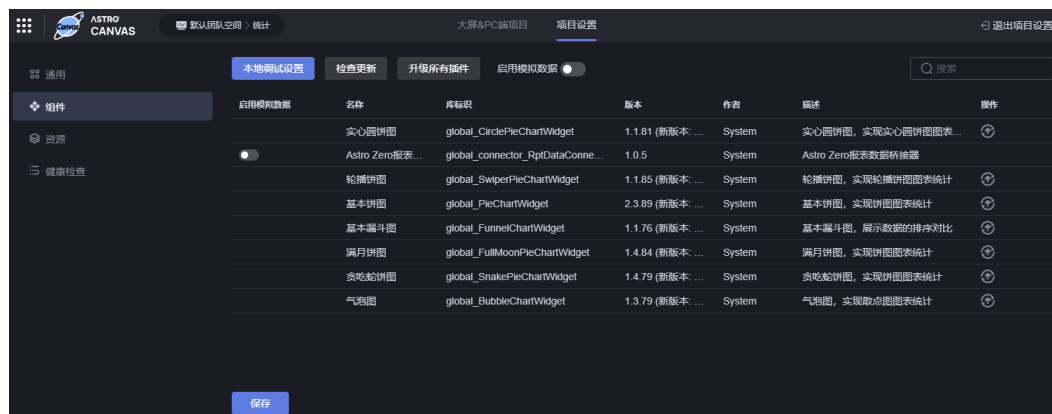 ASTRO
Canvas
CANVAS
默认团队空间 〉 统计
大屏&PC端项目
项目设置
退出项目设置
通用
组件
资源
健康检查
本地调试设置
检查更新
升级所有插件
启用模拟数据
搜索
启用模拟数据 名称 库标识 版本 作者 描述 操作
实心圆饼图 global_CirclePieChartWidget 1.1.81 (新版本: ... System 实心圆饼图，实现实心圆饼图图表...
Astro Zero报表... global_connector_RptDataConne... 1.0.5 System Astro Zero报表数据桥接器
轮播饼图 global_SwiperPieChartWidget 1.1.85 (新版本: ... System 轮播饼图，实现轮播饼图图表统计
基本饼图 global_PieChartWidget 2.3.89 (新版本: ... System 基本饼图，实现饼图图表统计
基本漏斗图 global_FunnelChartWidget 1.1.76 (新版本: ... System 基本漏斗图，展示数据的排序对比
满月饼图 global_FullMoonPieChartWidget 1.4.84 (新版本: ... System 满月饼图，实现饼图图表统计
贪吃蛇饼图 global_SnakePieChartWidget 1.4.79 (新版本: ... System 贪吃蛇饼图，实现饼图图表统计
气泡图 global_BubbleChartWidget 1.3.79 (新版本: ... System 气泡图，实现散点图图表统计
保存